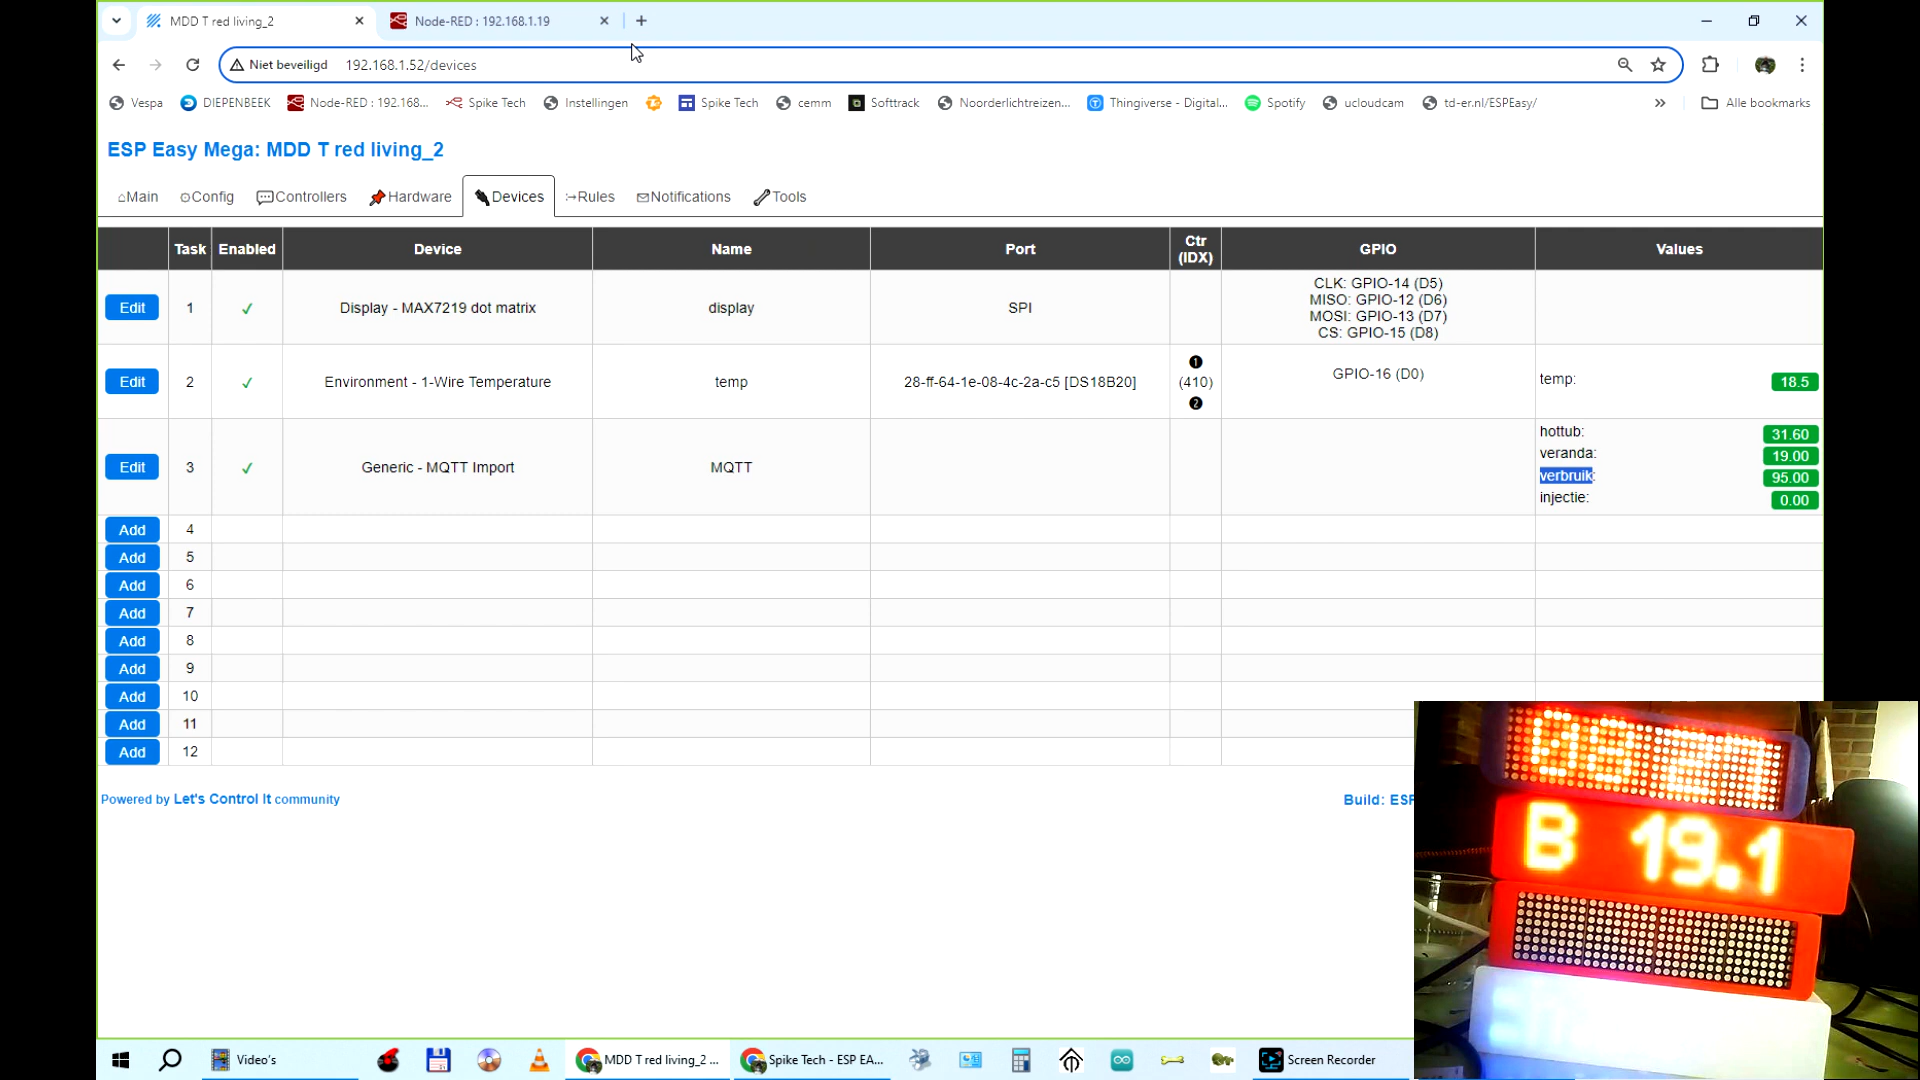 MDD T red living_2
Node-RED : 192.168.1.19
Niet beveiligd
192.168.1.52/devices
Vespa
DIEPENBEEK
Node-RED : 192.168...
Spike Tech
Instellingen
Spike Tech
cemm
Softtrack
Noorderlichtreizen...
Thingiverse - Digital...
Spotify
ucloudcam
td-er.nl/ESPEasy/
Alle bookmarks
ESP Easy Mega: MDD T red living_2
Main
Config
Controllers
Hardware
Devices
Rules
Notifications
Tools
Task Enabled Device Name Port Ctr (IDX) GPIO Values
Edit 1 ✓ Display - MAX7219 dot matrix display SPI
CLK: GPIO-14 (D5)
MISO: GPIO-12 (D6)
MOSI: GPIO-13 (D7)
CS: GPIO-15 (D8)
Edit 2 ✓ Environment - 1-Wire Temperature temp 28-ff-64-1e-08-4c-2a-c5 [DS18B20]
1
(410)
2
GPIO-16 (D0)
temp: 18.5
Edit 3 ✓ Generic - MQTT Import MQTT
hottub: 31.60
veranda: 19.00
verbruik: 95.00
injectie: 0.00
Add 4
Add 5
Add 6
Add 7
Add 8
Add 9
Add 10
Add 11
Add 12
Powered by Let's Control It community
Build: ESP
B 19.1
Video's
MDD T red living_2 ...
Spike Tech - ESP EA...
Screen Recorder